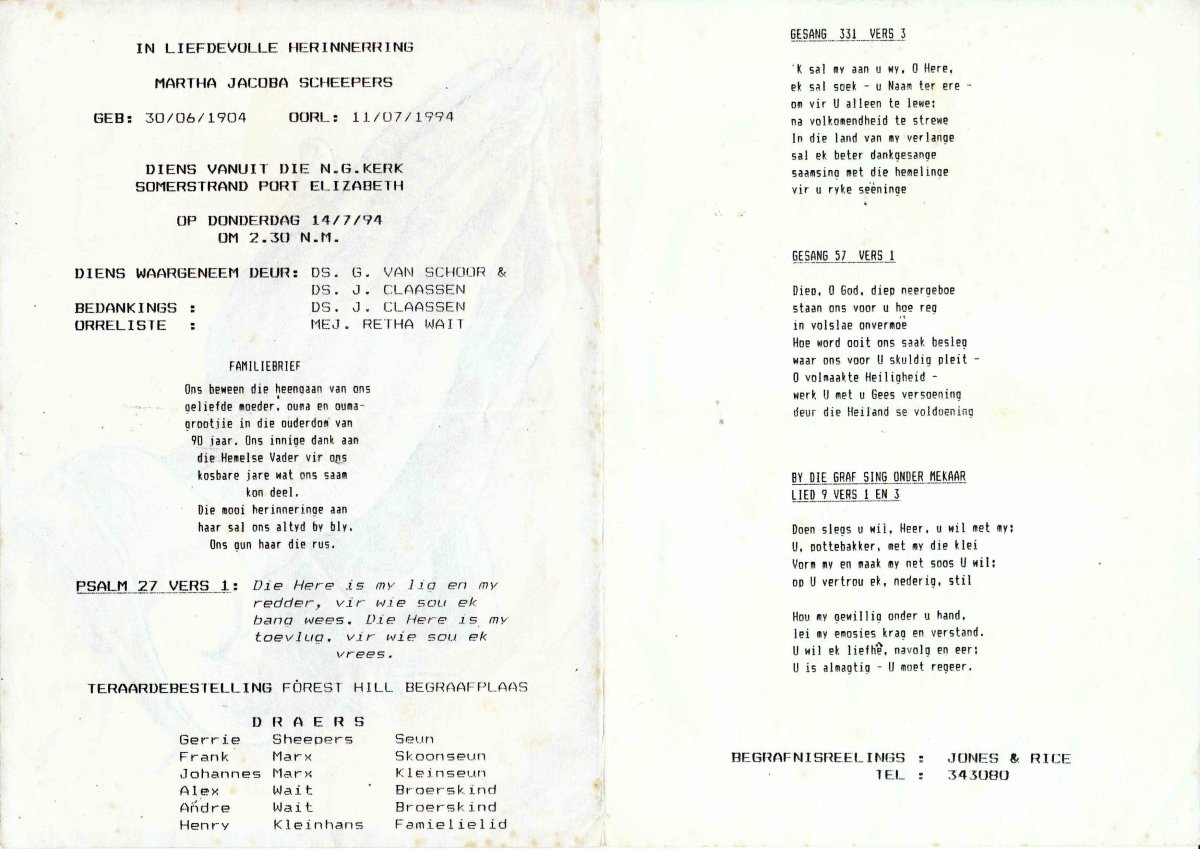 IN LIEFDEVOLLE HERINNERRING
MARTHA JACOBA SCHEEPERS
GEB: 30/06/1904 OORL: 11/07/1994
DIENS VANUIT DIE N.G.KERK
SOMERSTRAND PORT ELIZABETH
OP DONDERDAG 14/7/94
OM 2.30 N.M.
DIENS WAARGENEEM DEUR: DS. G. VAN SCHOOR &
DS. J. CLAASSEN
BEDANKINGS : DS. J. CLAASSEN
ORRELISTE : MEJ. RETHA WAIT
FAMILIEBRIEF
Ons beween die heengaan van ons
geliefde moeder, ouma en ouma-
grootjie in die ouderdom van
90 jaar. Ons innige dank aan
die Hemelse Vader vir ons
kosbare jare wat ons saam
kon deel.
Die mooi herinneringe aan
haar sal ons altyd by bly.
Ons gun haar die rus.
PSALM 27 VERS 1: Die Here is my lig en my
redder, vir wie sou ek
bang wees. Die Here is my
toevlug, vir wie sou ek
vrees.
TERAARDEBESTELLING FOREST HILL BEGRAAFPLAAS
D R A E R S
Gerrie Sheepers Seun
Frank Marx Skoonseun
Johannes Marx Kleinseun
Alex Wait Broerskind
Andre Wait Broerskind
Henry Kleinhans Famielielid
GESANG 331 VERS 3
'K sal my aan u wy, O Here,
ek sal soek - u Naam ter ere -
om vir U alleen te lewe;
na volkomendheid te strewe
In die land van my verlange
sal ek beter dankgesange
saamsing met die hemelinge
vir u ryke seëninge
GESANG 57 VERS 1
Diep, O God, diep neergeboe
staan ons voor u hoe reg
in volslae onvermoë
Hoe word ooit ons saak besleg
waar ons voor U skuldig pleit -
O volmaakte Heiligheid -
werk U met u Gees versoening
deur die Heiland se voldoening
BY DIE GRAF SING ONDER MEKAAR
LIED 9 VERS 1 EN 3
Doen slegs u wil, Heer, u wil met my;
U, pottebakker, met my die klei
Vorm my en maak my net soos U wil;
op U vertrou ek, nederig, stil
Hou my gewillig onder u hand,
lei my emosies krag en verstand.
U wil ek liefhê, navolg en eer;
U is almagtig - U moet regeer.
BEGRAFNISREELINGS : JONES & RICE
TEL : 343080